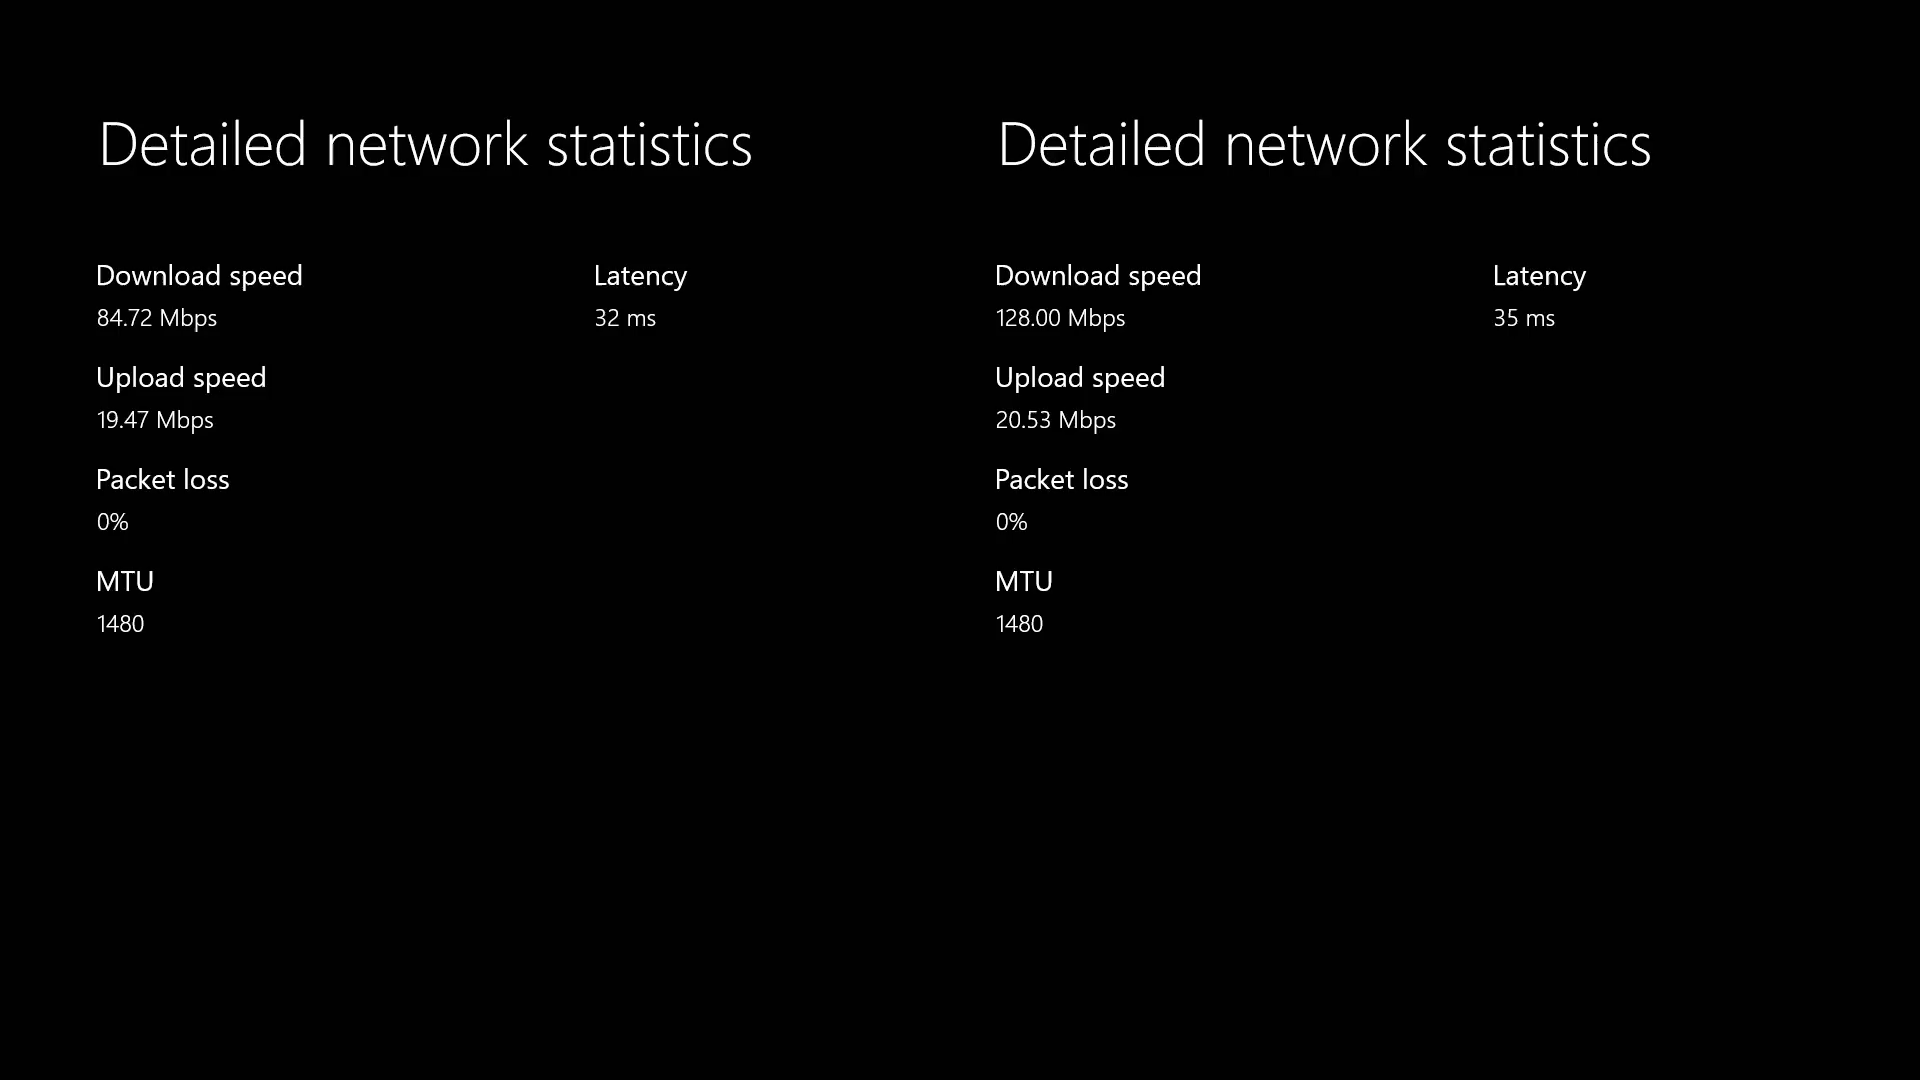 Detailed network statistics
Download speed
84.72 Mbps
Latency
32 ms
Upload speed
19.47 Mbps
Packet loss
0%
MTU
1480
Detailed network statistics
Download speed
128.00 Mbps
Latency
35 ms
Upload speed
20.53 Mbps
Packet loss
0%
MTU
1480